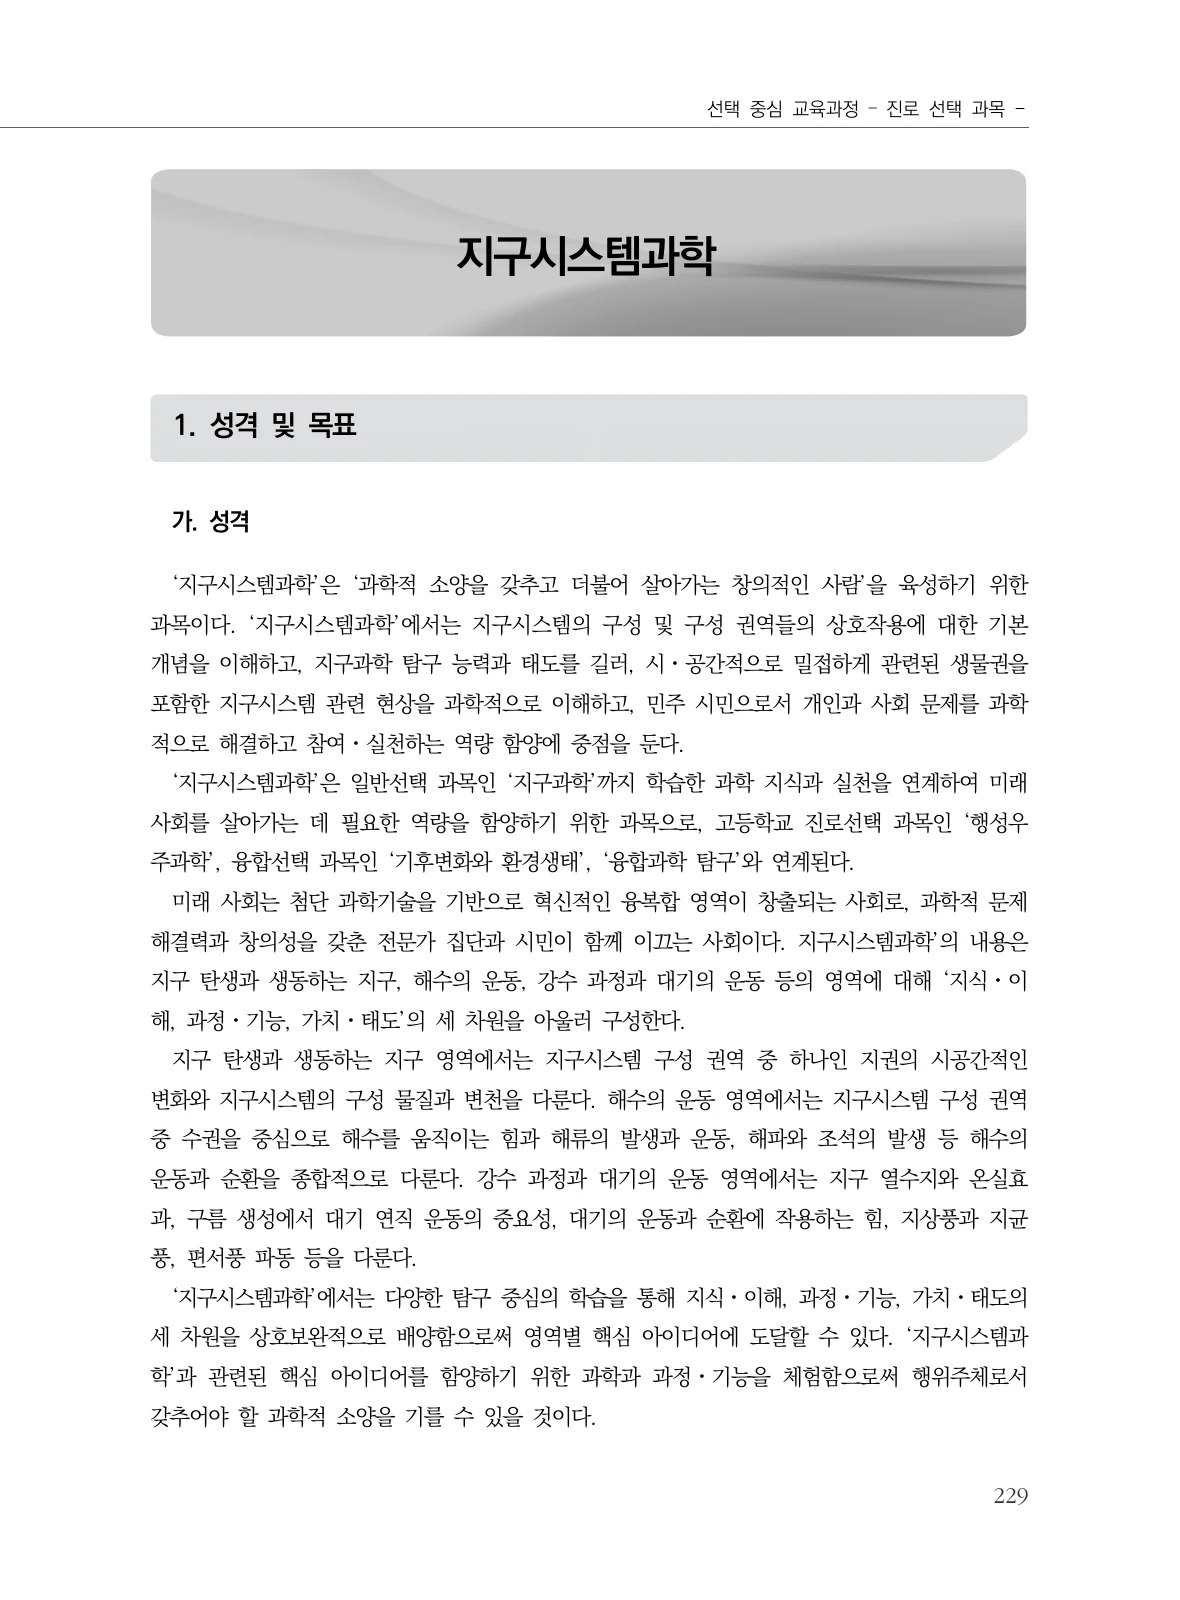 선택 중심 교육과정 - 진로 선택 과목 -
지구시스템과학
1. 성격 및 목표
가. 성격
‘지구시스템과학’은 ‘과학적 소양을 갖추고 더불어 살아가는 창의적인 사람’을 육성하기 위한
과목이다. ‘지구시스템과학’에서는 지구시스템의 구성 및 구성 권역들의 상호작용에 대한 기본
개념을 이해하고, 지구과학 탐구 능력과 태도를 길러, 시・공간적으로 밀접하게 관련된 생물권을
포함한 지구시스템 관련 현상을 과학적으로 이해하고, 민주 시민으로서 개인과 사회 문제를 과학
적으로 해결하고 참여・실천하는 역량 함양에 중점을 둔다.
‘지구시스템과학’은 일반선택 과목인 ‘지구과학’까지 학습한 과학 지식과 실천을 연계하여 미래
사회를 살아가는 데 필요한 역량을 함양하기 위한 과목으로, 고등학교 진로선택 과목인 ‘행성우
주과학’, 융합선택 과목인 ‘기후변화와 환경생태’, ‘융합과학 탐구’와 연계된다.
미래 사회는 첨단 과학기술을 기반으로 혁신적인 융복합 영역이 창출되는 사회로, 과학적 문제
해결력과 창의성을 갖춘 전문가 집단과 시민이 함께 이끄는 사회이다. 지구시스템과학’의 내용은
지구 탄생과 생동하는 지구, 해수의 운동, 강수 과정과 대기의 운동 등의 영역에 대해 ‘지식・이
해, 과정・기능, 가치・태도’의 세 차원을 아울러 구성한다.
지구 탄생과 생동하는 지구 영역에서는 지구시스템 구성 권역 중 하나인 지권의 시공간적인
변화와 지구시스템의 구성 물질과 변천을 다룬다. 해수의 운동 영역에서는 지구시스템 구성 권역
중 수권을 중심으로 해수를 움직이는 힘과 해류의 발생과 운동, 해파와 조석의 발생 등 해수의
운동과 순환을 종합적으로 다룬다. 강수 과정과 대기의 운동 영역에서는 지구 열수지와 온실효
과, 구름 생성에서 대기 연직 운동의 중요성, 대기의 운동과 순환에 작용하는 힘, 지상풍과 지균
풍, 편서풍 파동 등을 다룬다.
‘지구시스템과학’에서는 다양한 탐구 중심의 학습을 통해 지식・이해, 과정・기능, 가치・태도의
세 차원을 상호보완적으로 배양함으로써 영역별 핵심 아이디어에 도달할 수 있다. ‘지구시스템과
학’과 관련된 핵심 아이디어를 함양하기 위한 과학과 과정・기능을 체험함으로써 행위주체로서
갖추어야 할 과학적 소양을 기를 수 있을 것이다.
229